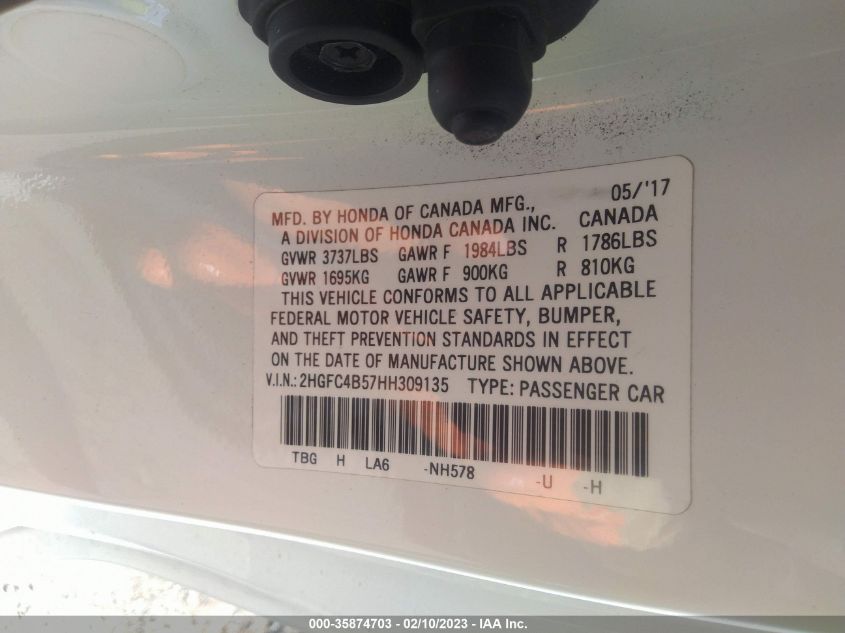 05/'17
MFD. BY HONDA OF CANADA MFG.,
A DIVISION OF HONDA CANADA INC. CANADA
GVWR 3737LBS GAWR F 1984LBS R 1786LBS
GVWR 1695KG GAWR F 900KG R 810KG
THIS VEHICLE CONFORMS TO ALL APPLICABLE
FEDERAL MOTOR VEHICLE SAFETY, BUMPER,
AND THEFT PREVENTION STANDARDS IN EFFECT
ON THE DATE OF MANUFACTURE SHOWN ABOVE.
V.I.N.: 2HGFC4B57HH309135 TYPE: PASSENGER CAR
TBG H LA6 -NH578 -U -H
000-35874703 - 02/10/2023 - IAA Inc.